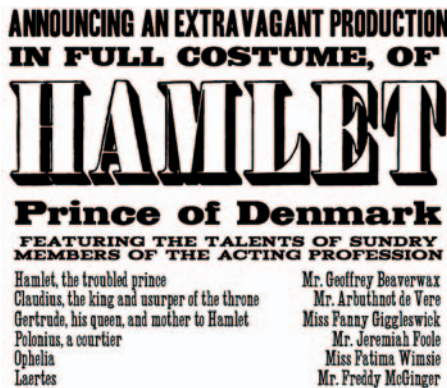 ANNOUNCING AN EXTRAVAGANT PRODUCTION
IN FULL COSTUME, OF
HAMLET
Prince of Denmark
FEATURING THE TALENTS OF SUNDRY
MEMBERS OF THE ACTING PROFESSION
Hamlet, the troubled prince Mr. Geoffrey Beaverwax
Claudius, the king and usurper of the throne Mr. Arbuthnot de Vere
Gertrude, his queen, and mother to Hamlet Miss Fanny Giggleswick
Polonius, a courtier Mr. Jeremiah Foole
Ophelia Miss Fatima Wimsie
Laertes Mr. Freddy McGinger